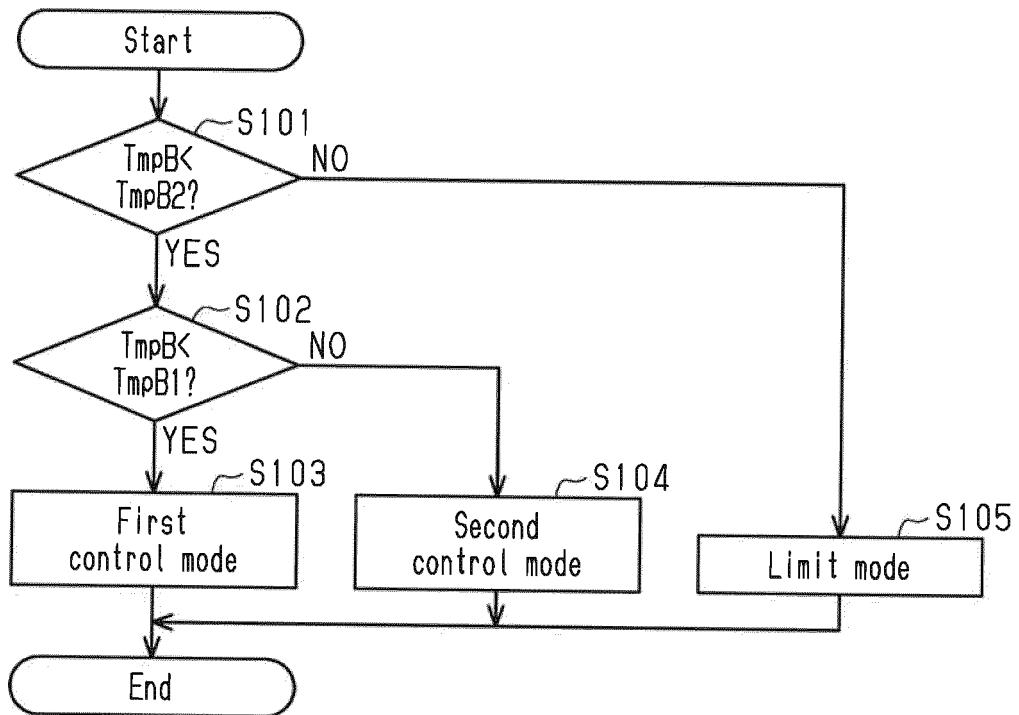 Start
S101
TmpB<
TmpB2?
NO
YES
S102
TmpB<
TmpB1?
NO
YES
S103
First
control mode
S104
Second
control mode
S105
Limit mode
End